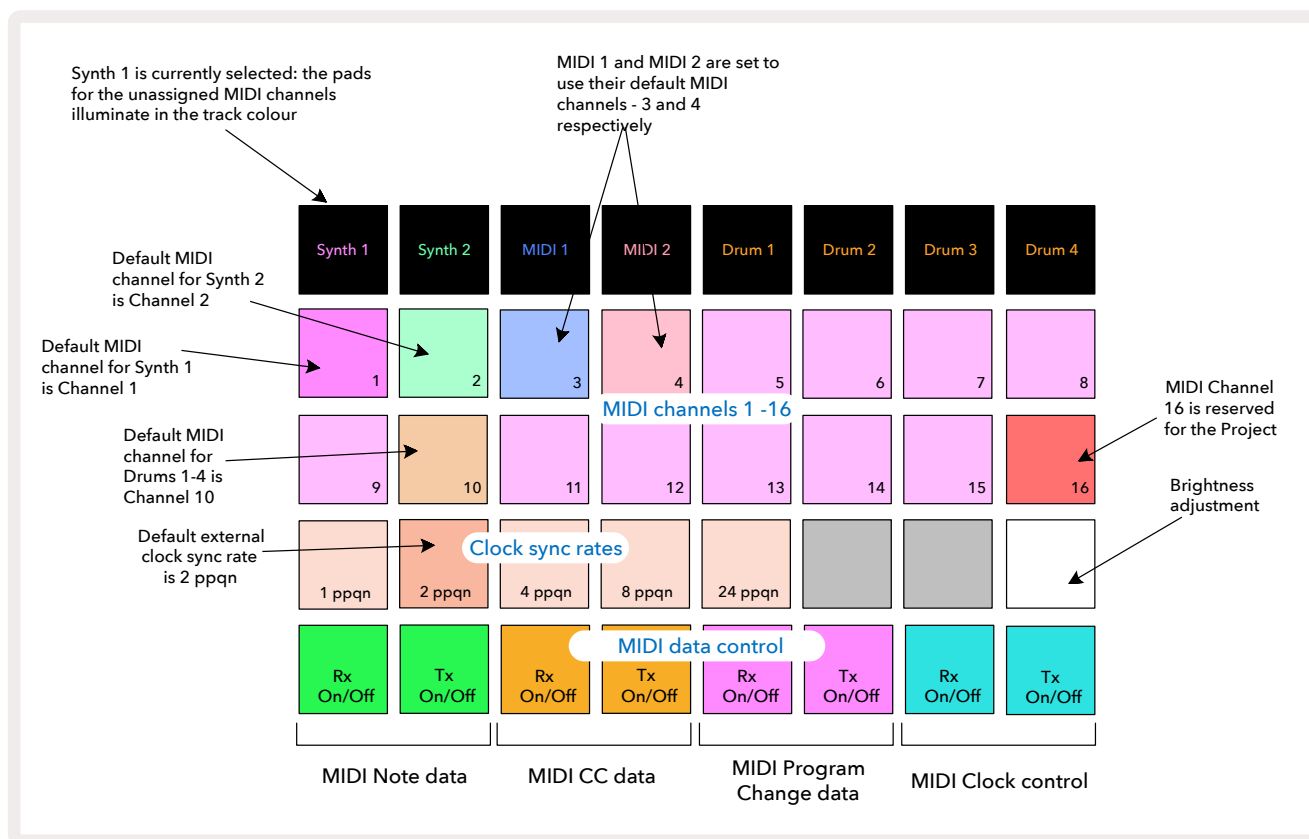 Synth 1 is currently selected: the pads
for the unassigned MIDI channels
illuminate in the track colour
MIDI 1 and MIDI 2 are set to
use their default MIDI
channels - 3 and 4
respectively
Synth 1
Synth 2
MIDI 1
MIDI 2
Drum 1
Drum 2
Drum 3
Drum 4
Default MIDI
channel for Synth 2
is Channel 2
Default MIDI
channel for Synth 1
is Channel 1
1
2
3
4
5
6
7
8
MIDI channels 1 -16
MIDI Channel
16 is reserved
for the Project
Default MIDI
channel for
Drums 1-4 is
Channel 10
9
10
11
12
13
14
15
16
Brightness
adjustment
Default external
clock sync rate
is 2 ppqn
Clock sync rates
1 ppqn
2 ppqn
4 ppqn
8 ppqn
24 ppqn
MIDI data control
Rx
On/Off
Tx
On/Off
Rx
On/Off
Tx
On/Off
Rx
On/Off
Tx
On/Off
Rx
On/Off
Tx
On/Off
MIDI Note data
MIDI CC data
MIDI Program
Change data
MIDI Clock control